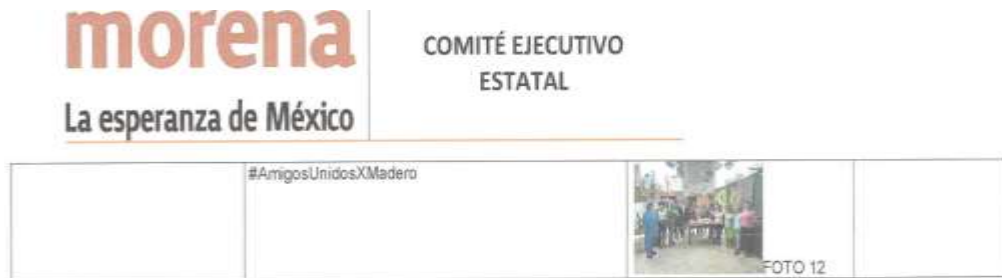 morena
La esperanza de México
COMITÉ EJECUTIVO
ESTATAL
#AmigosUnidosXMadero
FOTO 12